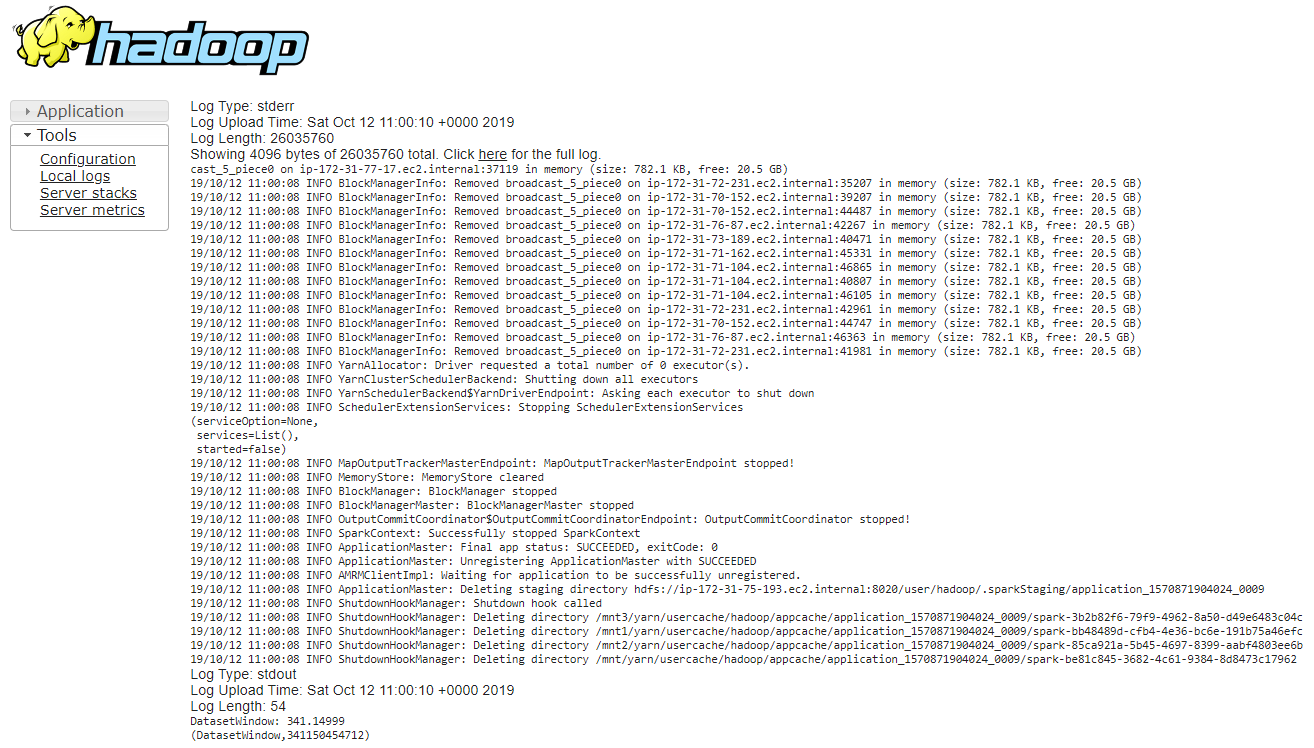 hadoop
Application
Tools
Configuration
Local logs
Server stacks
Server metrics
Log Type: stderr
Log Upload Time: Sat Oct 12 11:00:10 +0000 2019
Log Length: 26035760
Showing 4096 bytes of 26035760 total. Click here for the full log.
cast_5_piece0 on ip-172-31-77-17.ec2.internal:37119 in memory (size: 782.1 KB, free: 20.5 GB)
19/10/12 11:00:08 INFO BlockManagerInfo: Removed broadcast_5_piece0 on ip-172-31-72-231.ec2.internal:35207 in memory (size: 782.1 KB, free: 20.5 GB)
19/10/12 11:00:08 INFO BlockManagerInfo: Removed broadcast_5_piece0 on ip-172-31-70-152.ec2.internal:39207 in memory (size: 782.1 KB, free: 20.5 GB)
19/10/12 11:00:08 INFO BlockManagerInfo: Removed broadcast_5_piece0 on ip-172-31-70-152.ec2.internal:44487 in memory (size: 782.1 KB, free: 20.5 GB)
19/10/12 11:00:08 INFO BlockManagerInfo: Removed broadcast_5_piece0 on ip-172-31-76-87.ec2.internal:42267 in memory (size: 782.1 KB, free: 20.5 GB)
19/10/12 11:00:08 INFO BlockManagerInfo: Removed broadcast_5_piece0 on ip-172-31-73-189.ec2.internal:40471 in memory (size: 782.1 KB, free: 20.5 GB)
19/10/12 11:00:08 INFO BlockManagerInfo: Removed broadcast_5_piece0 on ip-172-31-71-162.ec2.internal:45331 in memory (size: 782.1 KB, free: 20.5 GB)
19/10/12 11:00:08 INFO BlockManagerInfo: Removed broadcast_5_piece0 on ip-172-31-71-104.ec2.internal:46865 in memory (size: 782.1 KB, free: 20.5 GB)
19/10/12 11:00:08 INFO BlockManagerInfo: Removed broadcast_5_piece0 on ip-172-31-71-104.ec2.internal:40807 in memory (size: 782.1 KB, free: 20.5 GB)
19/10/12 11:00:08 INFO BlockManagerInfo: Removed broadcast_5_piece0 on ip-172-31-71-104.ec2.internal:46105 in memory (size: 782.1 KB, free: 20.5 GB)
19/10/12 11:00:08 INFO BlockManagerInfo: Removed broadcast_5_piece0 on ip-172-31-72-231.ec2.internal:42961 in memory (size: 782.1 KB, free: 20.5 GB)
19/10/12 11:00:08 INFO BlockManagerInfo: Removed broadcast_5_piece0 on ip-172-31-70-152.ec2.internal:44747 in memory (size: 782.1 KB, free: 20.5 GB)
19/10/12 11:00:08 INFO BlockManagerInfo: Removed broadcast_5_piece0 on ip-172-31-76-87.ec2.internal:46363 in memory (size: 782.1 KB, free: 20.5 GB)
19/10/12 11:00:08 INFO BlockManagerInfo: Removed broadcast_5_piece0 on ip-172-31-72-231.ec2.internal:41981 in memory (size: 782.1 KB, free: 20.5 GB)
19/10/12 11:00:08 INFO YarnAllocator: Driver requested a total number of 0 executor(s).
19/10/12 11:00:08 INFO YarnClusterSchedulerBackend: Shutting down all executors
19/10/12 11:00:08 INFO YarnSchedulerBackend$YarnDriverEndpoint: Asking each executor to shut down
19/10/12 11:00:08 INFO SchedulerExtensionServices: Stopping SchedulerExtensionServices
(serviceOption=None,
 services=List(),
 started=false)
19/10/12 11:00:08 INFO MapOutputTrackerMasterEndpoint: MapOutputTrackerMasterEndpoint stopped!
19/10/12 11:00:08 INFO MemoryStore: MemoryStore cleared
19/10/12 11:00:08 INFO BlockManager: BlockManager stopped
19/10/12 11:00:08 INFO BlockManagerMaster: BlockManagerMaster stopped
19/10/12 11:00:08 INFO OutputCommitCoordinator$OutputCommitCoordinatorEndpoint: OutputCommitCoordinator stopped!
19/10/12 11:00:08 INFO SparkContext: Successfully stopped SparkContext
19/10/12 11:00:08 INFO ApplicationMaster: Final app status: SUCCEEDED, exitCode: 0
19/10/12 11:00:08 INFO ApplicationMaster: Unregistering ApplicationMaster with SUCCEEDED
19/10/12 11:00:08 INFO AMRMClientImpl: Waiting for application to be successfully unregistered.
19/10/12 11:00:08 INFO ApplicationMaster: Deleting staging directory hdfs://ip-172-31-75-193.ec2.internal:8020/user/hadoop/.sparkStaging/application_1570871904024_0009
19/10/12 11:00:08 INFO ShutdownHookManager: Shutdown hook called
19/10/12 11:00:08 INFO ShutdownHookManager: Deleting directory /mnt3/yarn/usercache/hadoop/appcache/application_1570871904024_0009/spark-3b2b82f6-79f9-4962-8a50-d49e6483c04c
19/10/12 11:00:08 INFO ShutdownHookManager: Deleting directory /mnt1/yarn/usercache/hadoop/appcache/application_1570871904024_0009/spark-bb48489d-cfb4-4e36-bc6e-191b75a46efc
19/10/12 11:00:08 INFO ShutdownHookManager: Deleting directory /mnt2/yarn/usercache/hadoop/appcache/application_1570871904024_0009/spark-85ca921a-5b45-4697-8399-aabf4803ee6b
19/10/12 11:00:08 INFO ShutdownHookManager: Deleting directory /mnt/yarn/usercache/hadoop/appcache/application_1570871904024_0009/spark-be81c845-3682-4c61-9384-8d8473c17962
Log Type: stdout
Log Upload Time: Sat Oct 12 11:00:10 +0000 2019
Log Length: 54
DatasetWindow: 341.14999
(DatasetWindow,341150454712)